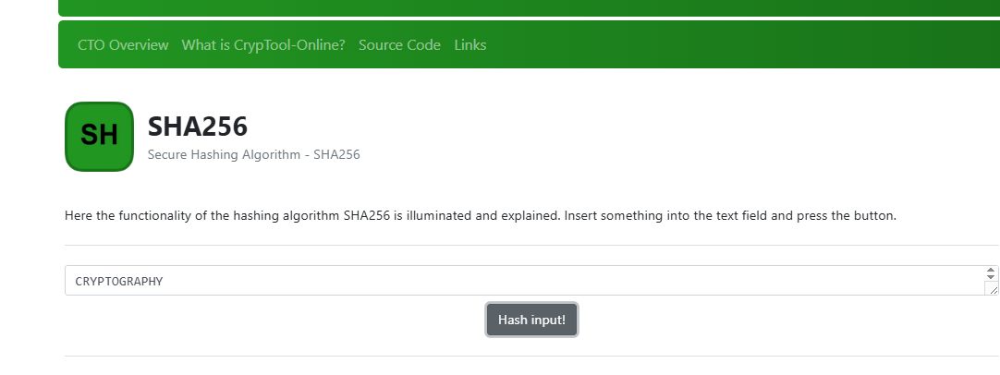 CTO Overview What is CrypTool-Online? Source Code Links
SH
SHA256
Secure Hashing Algorithm - SHA256
Here the functionality of the hashing algorithm SHA256 is illuminated and explained. Insert something into the text field and press the button.
CRYPTOGRAPHY
Hash input!